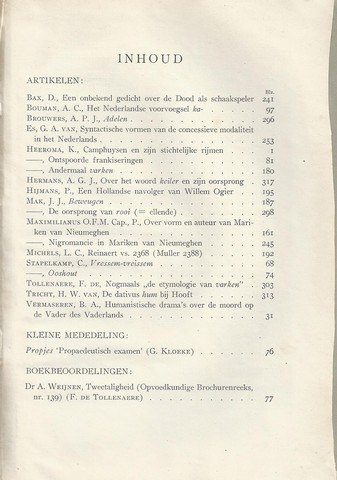 INHOUD
ARTIKELEN:
Blz.
BAX, D., Een onbekend gedicht over de Dood als schaakspeler 241
BOUMAN, A. C., Het Nederlandse voorvoegsel ka- . . . . . 97
BROUWERS, A. P. J., Adelen . . . . . . . . . . . . . 296
ES, G. A. VAN, Syntactische vormen van de concessieve modaliteit
in het Nederlands . . . . . . . . . . . . . . . . 253
HEEROMA, K., Camphuysen en zijn stichtelijke rijmen . . . . 1
——, Ontspoorde frankiseringen . . . . . . . . . . . . 81
——, Andermaal varken . . . . . . . . . . . . . . . 180
HERMANS, A. G. J., Over het woord keiler en zijn oorsprong . 317
HIJMANS, P., Een Hollandse navolger van Willem Ogier . . . 195
MAK, J. J., Beweugen . . . . . . . . . . . . . . . 187
——, De oorsprong van rooi (= ellende) . . . . . . . . . 298
MAXIMILIANUS O.F.M. CAP., P., Over vorm en auteur van Mari-
ken van Nieumeghen . . . . . . . . . . . . . . . 161
——, Nigromancie in Mariken van Nieumeghen . . . . . . 245
MICHELS, L. C., Reinaert vs. 2368 (Muller 2388) . . . . . . 192
STAPELKAMP, C., Vressem-vreissem . . . . . . . . . . . 68
——, Ooshout . . . . . . . . . . . . . . . . . . . 74
TOLLENAERE, F. DE, Nogmaals „de etymologie van varken” . . 303
TRICHT, H. W. VAN, De dativus hum bij Hooft . . . . . . 313
VERMASEREN, B. A., Humanistische drama's over de moord op
de Vader des Vaderlands . . . . . . . . . . . . . . 31
KLEINE MEDEDELING:
Propjes 'Propaedeutisch examen' (G. KLOEKE) . . . . . . . 76
BOEKBEOORDELINGEN:
Dr A. WEIJNEN, Tweetaligheid (Opvoedkundige Brochurenreeks,
nr. 139) (F. DE TOLLENAERE) . . . . . . . . . . . . 77